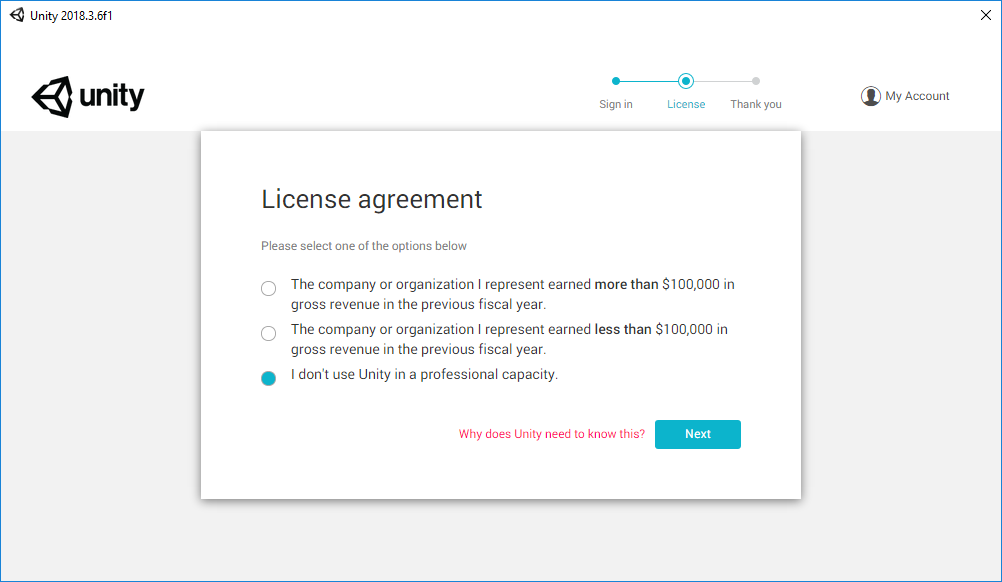 Unity 2018.3.6f1
unity
Sign in
License
Thank you
My Account
License agreement
Please select one of the options below
The company or organization I represent earned more than $100,000 in
gross revenue in the previous fiscal year.
The company or organization I represent earned less than $100,000 in
gross revenue in the previous fiscal year.
I don't use Unity in a professional capacity.
Why does Unity need to know this?
Next